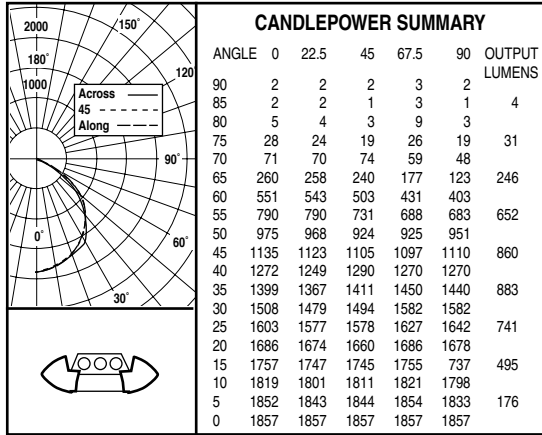 2000
150°
180°
1000
120
Across
45
Along
90°
0°
60°
30°
CANDLEPOWER SUMMARY
ANGLE 0 22.5 45 67.5 90 OUTPUT
LUMENS
90 2 2 2 3 2
85 2 2 1 3 1 4
80 5 4 3 9 3
75 28 24 19 26 19 31
70 71 70 74 59 48
65 260 258 240 177 123 246
60 551 543 503 431 403
55 790 790 731 688 683 652
50 975 968 924 925 951
45 1135 1123 1105 1097 1110 860
40 1272 1249 1290 1270 1270
35 1399 1367 1411 1450 1440 883
30 1508 1479 1494 1582 1582
25 1603 1577 1578 1627 1642 741
20 1686 1674 1660 1686 1678
15 1757 1747 1745 1755 737 495
10 1819 1801 1811 1821 1798
5 1852 1843 1844 1854 1833 176
0 1857 1857 1857 1857 1857